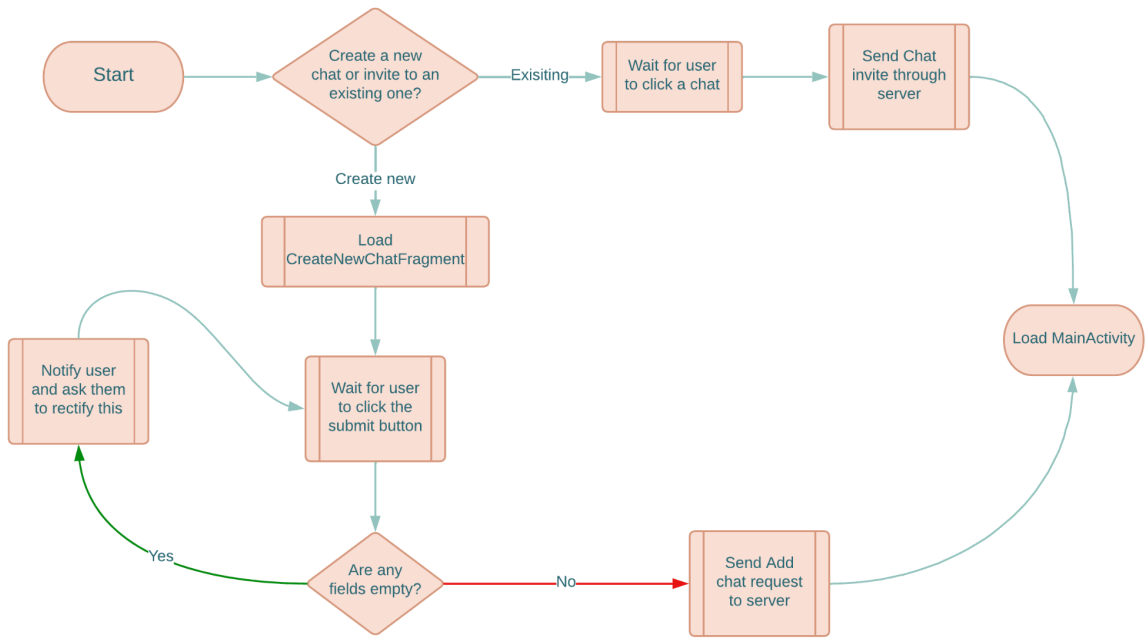 Start
Create a new
chat or invite to an
existing one?
Exisiting
Wait for user
to click a chat
Send Chat
invite through
server
Create new
Load
CreateNewChatFragment
Load MainActivity
Notify user
and ask them
to rectify this
Wait for user
to click the
submit button
Yes
Are any
fields empty?
No
Send Add
chat request
to server